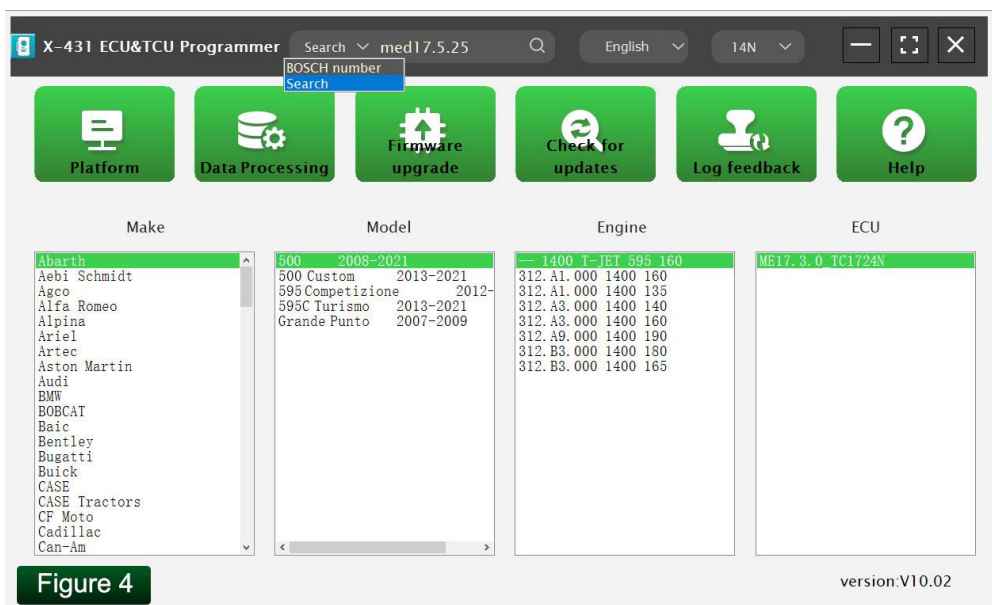 X-431 ECU&TCU Programmer Search med17.5.25 English 14N
BOSCH number
Search
Platform
Data Processing
Firmware
upgrade
Check for
updates
Log feedback
Help
Make
Model
Engine
ECU
Abarth
Aebi Schmidt
Agco
Alfa Romeo
Alpina
Ariel
Artec
Aston Martin
Audi
BMW
BOBCAT
Baic
Bentley
Bugatti
Buick
CASE
CASE Tractors
CF Moto
Cadillac
Can-Am
500 2008-2021
500 Custom 2013-2021
595 Competizione 2012-
595C Turismo 2013-2021
Grande Punto 2007-2009
-- 1400 T-JET 595 160
312.A1.000 1400 160
312.A1.000 1400 135
312.A3.000 1400 140
312.A3.000 1400 160
312.A9.000 1400 190
312.B3.000 1400 180
312.B3.000 1400 165
ME17.3.0_TC1724N
Figure 4
version:V10.02